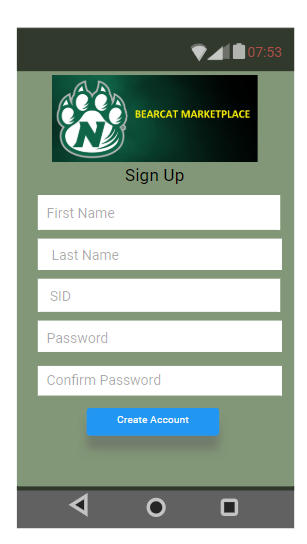 07:53
N
BEARCAT MARKETPLACE
Sign Up
First Name
Last Name
SID
Password
Confirm Password
Create Account